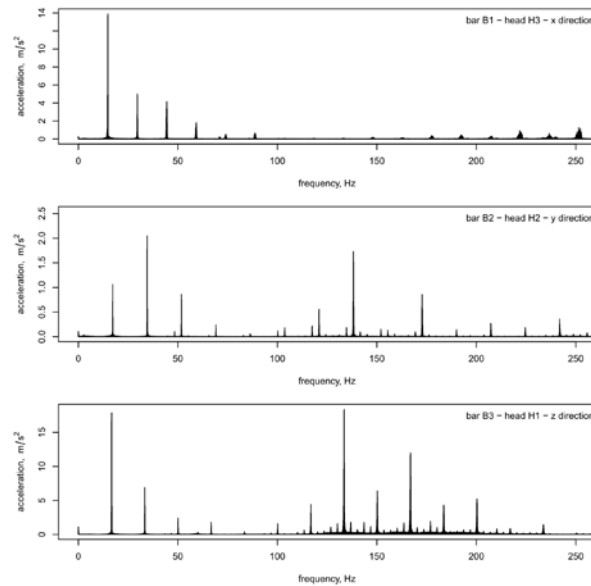 bar B1 − head H3 − x direction
acceleration, m/s²
14
12
10
8
6
4
2
0
0 50 100 150 200 250
frequency, Hz
bar B2 − head H2 − y direction
acceleration, m/s²
2.5
2.0
1.5
1.0
0.5
0.0
0 50 100 150 200 250
frequency, Hz
bar B3 − head H1 − z direction
acceleration, m/s²
15
10
5
0
0 50 100 150 200 250
frequency, Hz